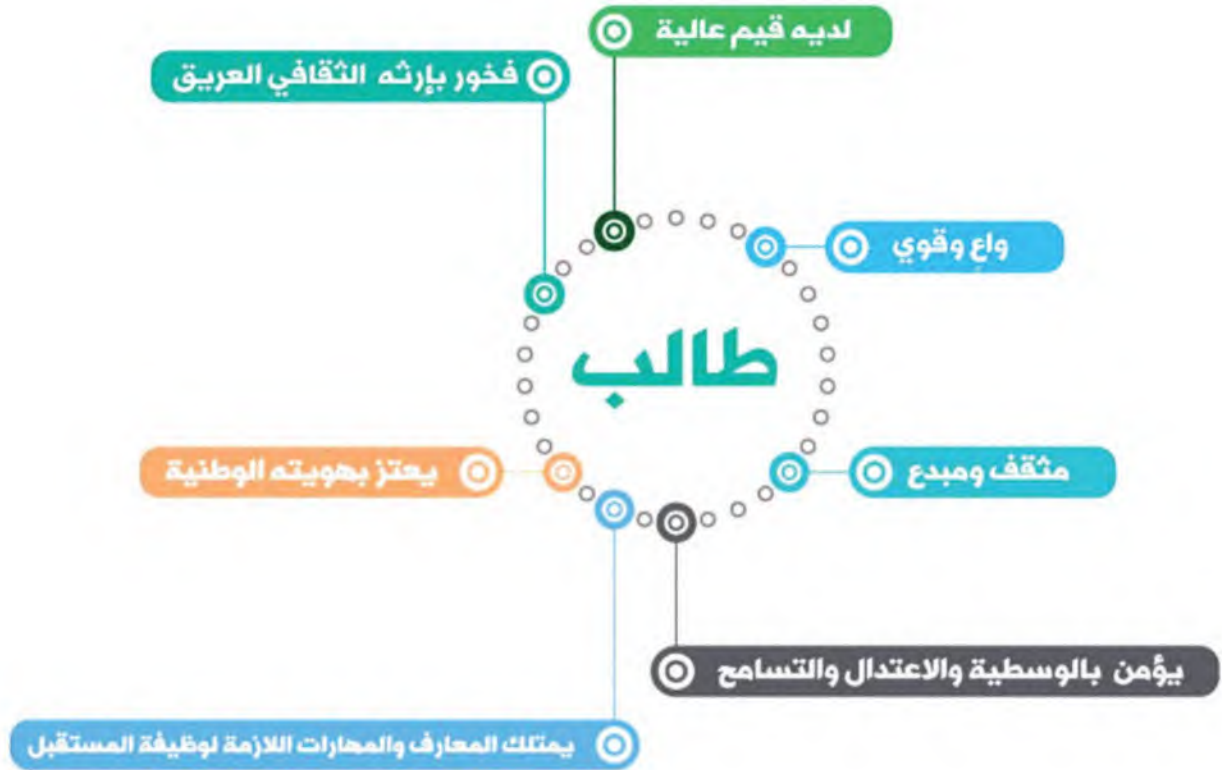 لديه قيم عالية
فخور بإرثه الثقافي العريق
واعٍ وقوي
طالب
يعتز بهويته الوطنية
مثقف ومبدع
يؤمن بالوسطية والاعتدال والتسامح
يمتلك المعارف والمهارات اللازمة لوظيفة المستقبل